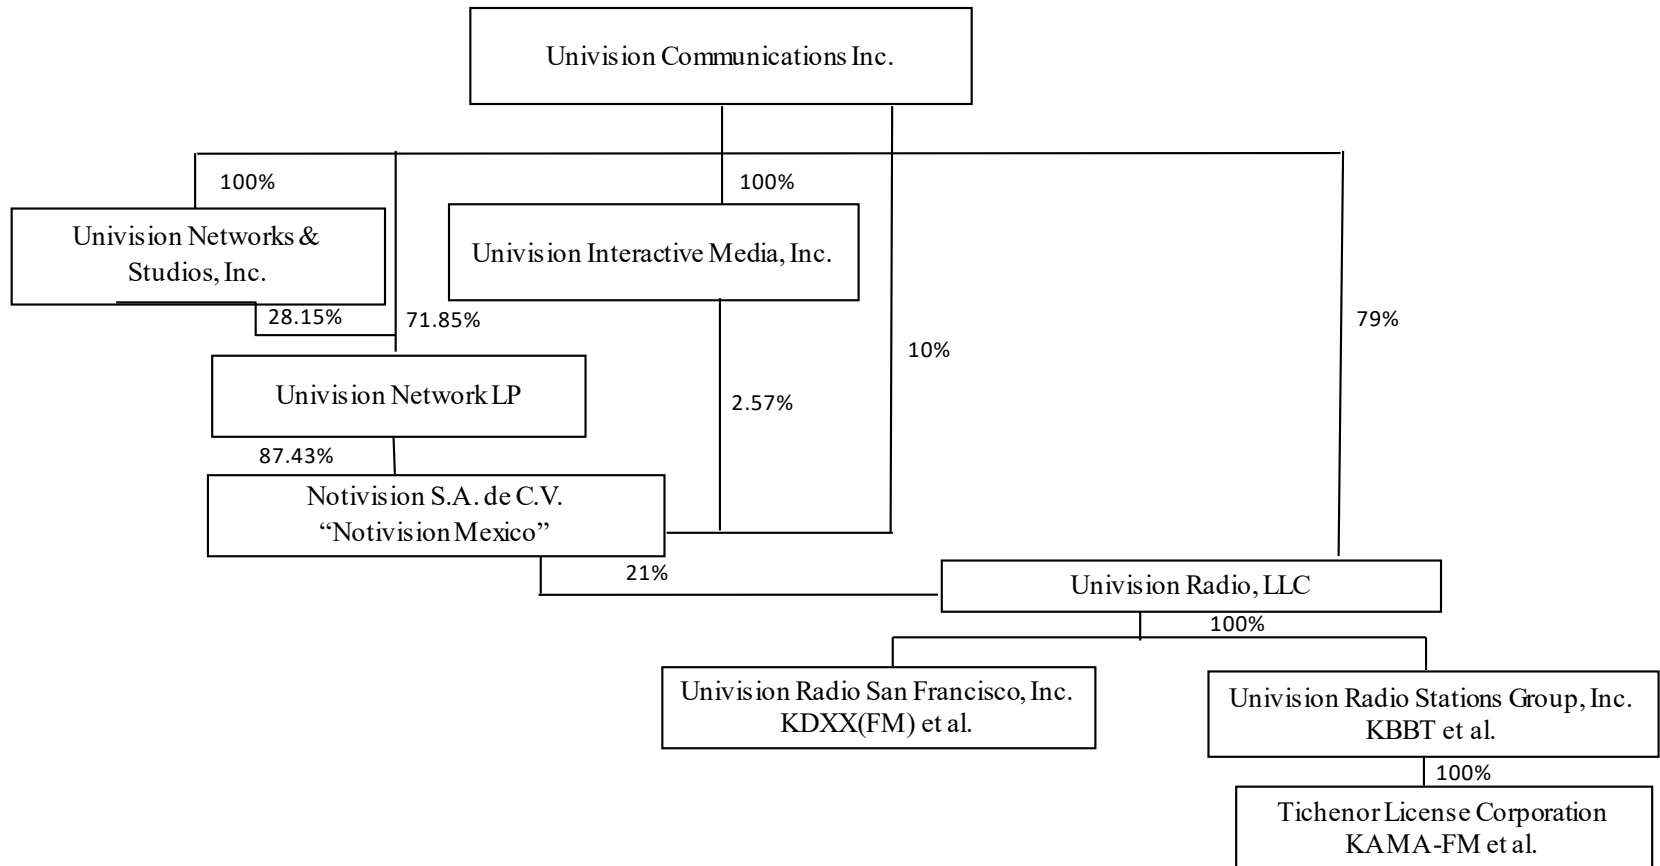 Univision Communications Inc.
100%
100%
Univision Networks &
Studios, Inc.
Univision Interactive Media, Inc.
28.15%
71.85%
79%
10%
Univision Network LP
2.57%
87.43%
Notivision S.A. de C.V.
“Notivision Mexico”
21%
Univision Radio, LLC
100%
Univision Radio San Francisco, Inc.
KDXX(FM) et al.
Univision Radio Stations Group, Inc.
KBBT et al.
100%
Tichenor License Corporation
KAMA-FM et al.